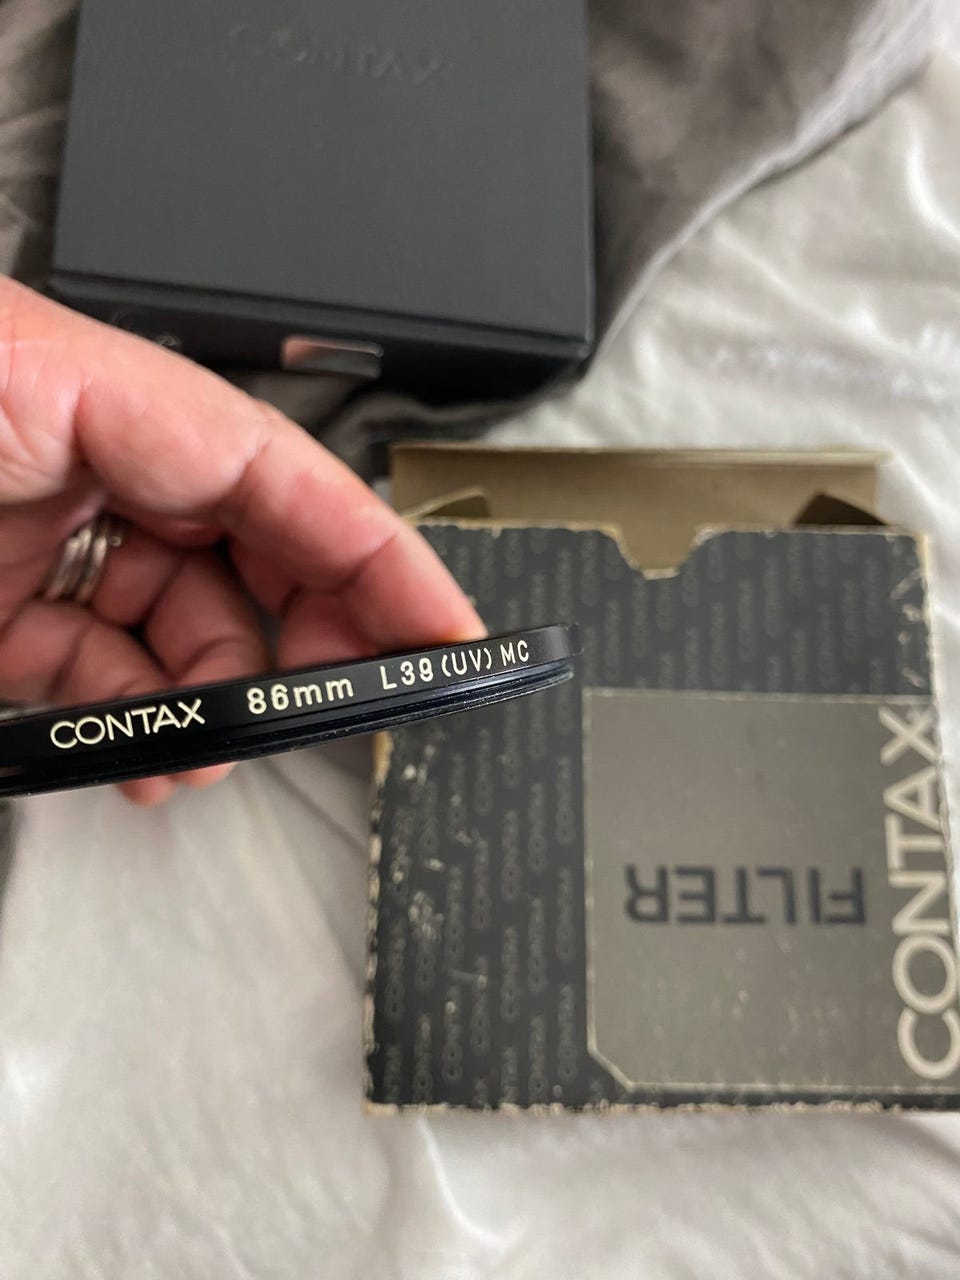 CONTAX
CONTAX 86mm L39 (UV) MC
FILTER
CONTAX